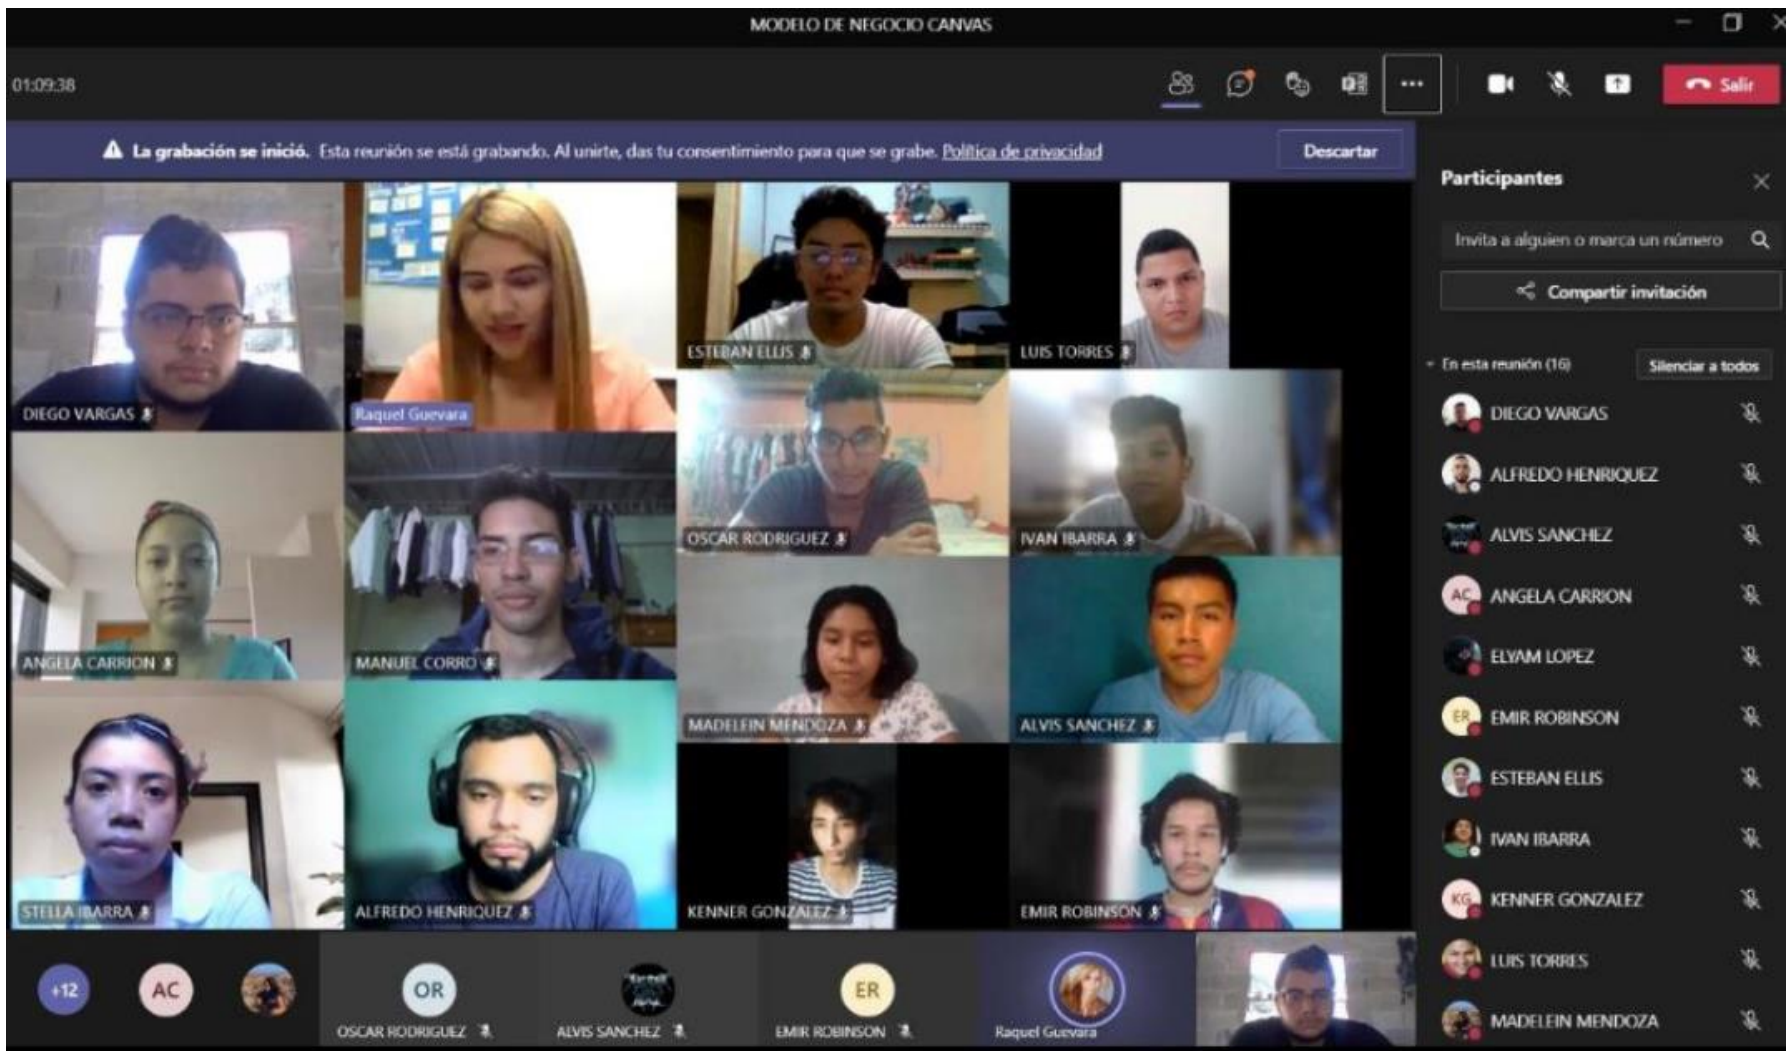 MODELO DE NEGOCIO CANVAS
01:09:38
Salir
La grabación se inició. Esta reunión se está grabando. Al unirte, das tu consentimiento para que se grabe. Política de privacidad
Descartar
DIEGO VARGAS
Raquel Guevara
ESTEBAN ELLIS
LUIS TORRES
OSCAR RODRIGUEZ
IVAN IBARRA
ANGELA CARRION
MANUEL CORRO
MADELEIN MENDOZA
ALVIS SANCHEZ
STELLA IBARRA
ALFREDO HENRIQUEZ
KENNER GONZALEZ
EMIR ROBINSON
+12
AC
OR
OSCAR RODRIGUEZ
ALVIS SANCHEZ
ER
EMIR ROBINSON
Raquel Guevara
Participantes
Invita a alguien o marca un número
Compartir invitación
En esta reunión (16)
Silenciar a todos
DIEGO VARGAS
ALFREDO HENRIQUEZ
ALVIS SANCHEZ
AC
ANGELA CARRION
ELYAM LOPEZ
ER
EMIR ROBINSON
ESTEBAN ELLIS
IVAN IBARRA
KG
KENNER GONZALEZ
LUIS TORRES
MADELEIN MENDOZA